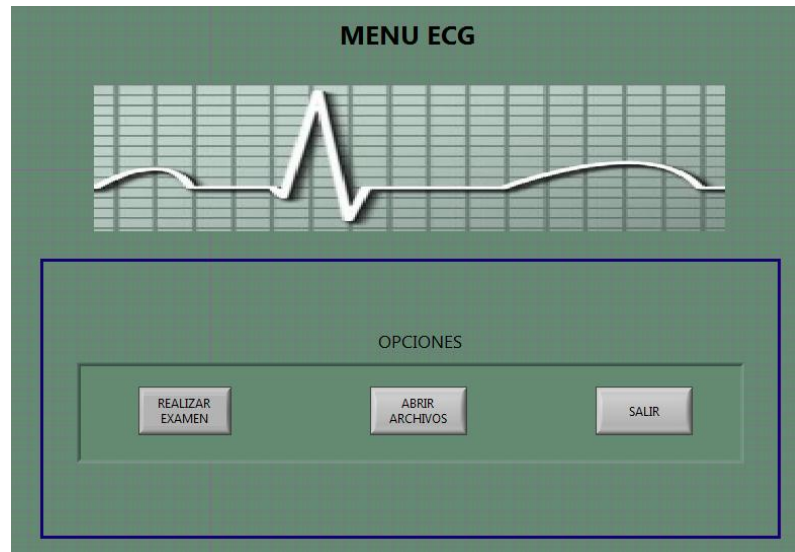 MENU ECG
OPCIONES
REALIZAR
EXAMEN
ABRIR
ARCHIVOS
SALIR